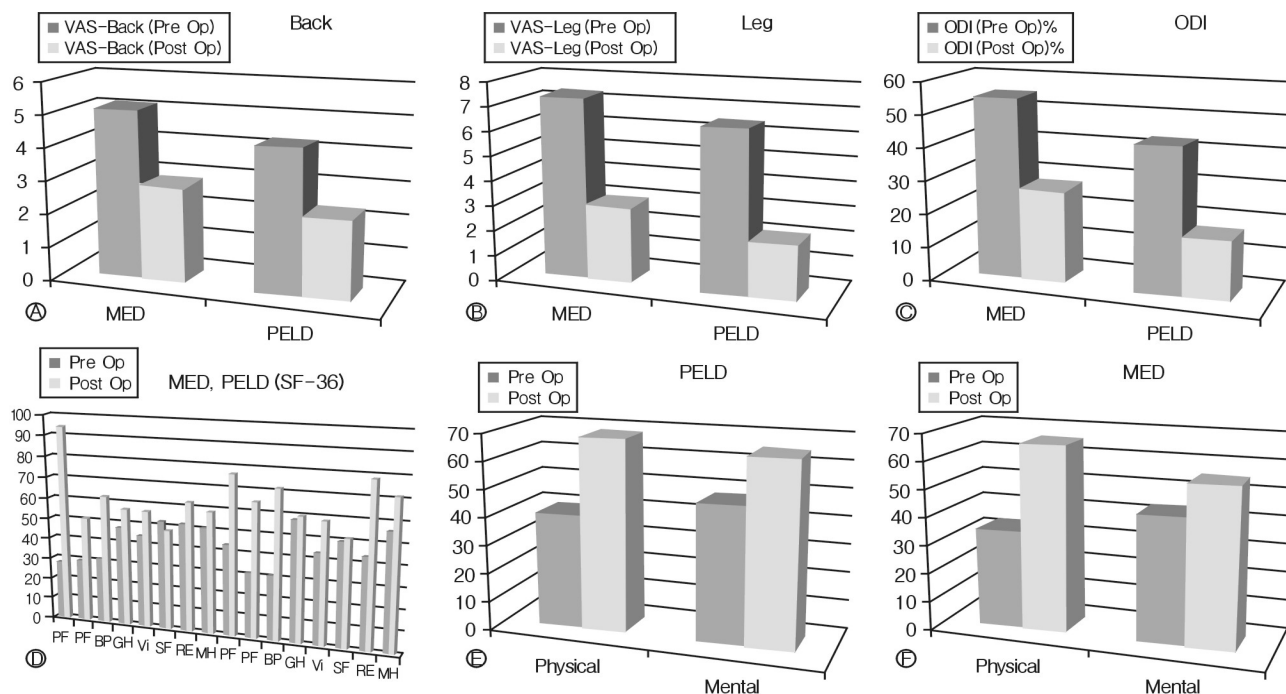 Back
VAS-Back (Pre Op)
VAS-Back (Post Op)
6
5
4
3
2
1
0
MED
PELD
Ⓐ
Leg
VAS-Leg (Pre Op)
VAS-Leg (Post Op)
8
7
6
5
4
3
2
1
0
MED
PELD
Ⓑ
ODI
ODI (Pre Op)%
ODI (Post Op)%
60
50
40
30
20
10
0
MED
PELD
Ⓒ
Pre Op
Post Op
MED, PELD (SF-36)
100
90
80
70
60
50
40
30
20
10
0
PF PF BP GH Vi SF RE MH PF PF BP GH Vi SF RE MH
Ⓓ
PELD
Pre Op
Post Op
70
60
50
40
30
20
10
0
Physical
Mental
Ⓔ
MED
Pre Op
Post Op
70
60
50
40
30
20
10
0
Physical
Mental
Ⓕ